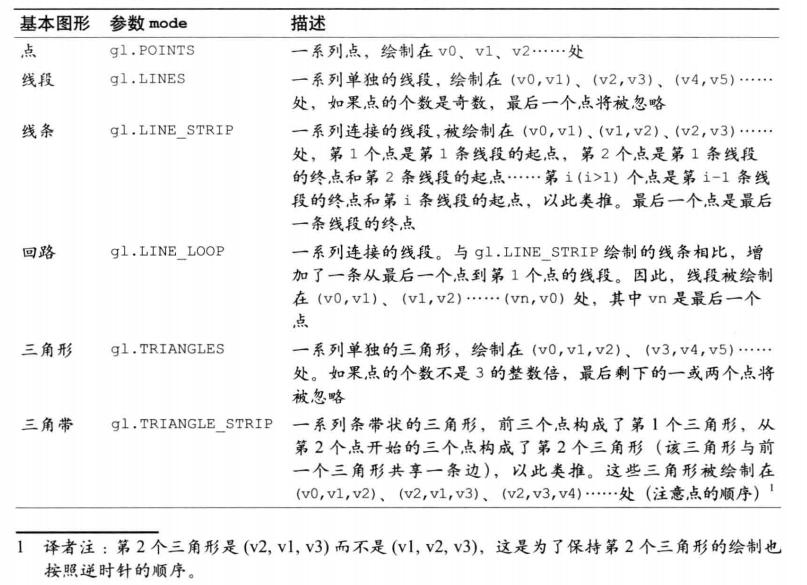 基本图形 参数 mode 描述
点 gl.POINTS 一系列点，绘制在 v0、v1、v2……处
线段 gl.LINES 一系列单独的线段，绘制在 (v0,v1)、(v2,v3)、(v4,v5)……
处，如果点的个数是奇数，最后一个点将被忽略
线条 gl.LINE_STRIP 一系列连接的线段，被绘制在 (v0,v1)、(v1,v2)、(v2,v3)……
处，第 1 个点是第 1 条线段的起点，第 2 个点是第 1 条线段
的终点和第 2 条线段的起点……第 i(i>1) 个点是第 i-1 条线
段的终点和第 i 条线段的起点，以此类推。最后一个点是最后
一条线段的终点
回路 gl.LINE_LOOP 一系列连接的线段。与 gl.LINE_STRIP 绘制的线条相比，增
加了一条从最后一个点到第 1 个点的线段。因此，线段被绘制
在 (v0,v1)、(v1,v2)……(vn,v0) 处，其中 vn 是最后一个
点
三角形 gl.TRIANGLES 一系列单独的三角形，绘制在 (v0,v1,v2)、(v3,v4,v5)……
处。如果点的个数不是 3 的整数倍，最后剩下的一或两个点将
被忽略
三角带 gl.TRIANGLE_STRIP 一系列条带状的三角形，前三个点构成了第 1 个三角形，从
第 2 个点开始的三个点构成了第 2 个三角形（该三角形与前
一个三角形共享一条边），以此类推。这些三角形被绘制在
(v0,v1,v2)、(v2,v1,v3)、(v2,v3,v4)……处（注意点的顺序）1
1 译者注：第 2 个三角形是 (v2, v1, v3) 而不是 (v1, v2, v3)，这是为了保持第 2 个三角形的绘制也
按照逆时针的顺序。